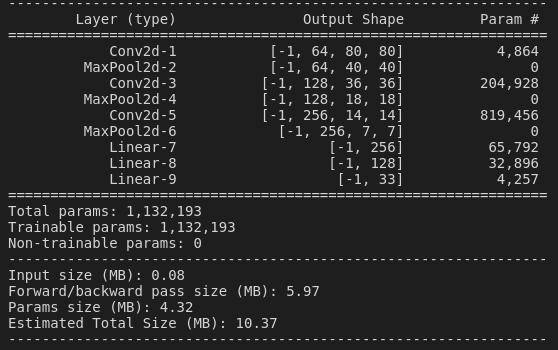 ----------------------------------------------------------------
        Layer (type)               Output Shape         Param #
================================================================
            Conv2d-1           [-1, 64, 80, 80]           4,864
         MaxPool2d-2           [-1, 64, 40, 40]               0
            Conv2d-3          [-1, 128, 36, 36]         204,928
         MaxPool2d-4          [-1, 128, 18, 18]               0
            Conv2d-5          [-1, 256, 14, 14]         819,456
         MaxPool2d-6            [-1, 256, 7, 7]               0
            Linear-7                  [-1, 256]          65,792
            Linear-8                  [-1, 128]          32,896
            Linear-9                   [-1, 33]           4,257
================================================================
Total params: 1,132,193
Trainable params: 1,132,193
Non-trainable params: 0
----------------------------------------------------------------
Input size (MB): 0.08
Forward/backward pass size (MB): 5.97
Params size (MB): 4.32
Estimated Total Size (MB): 10.37
----------------------------------------------------------------